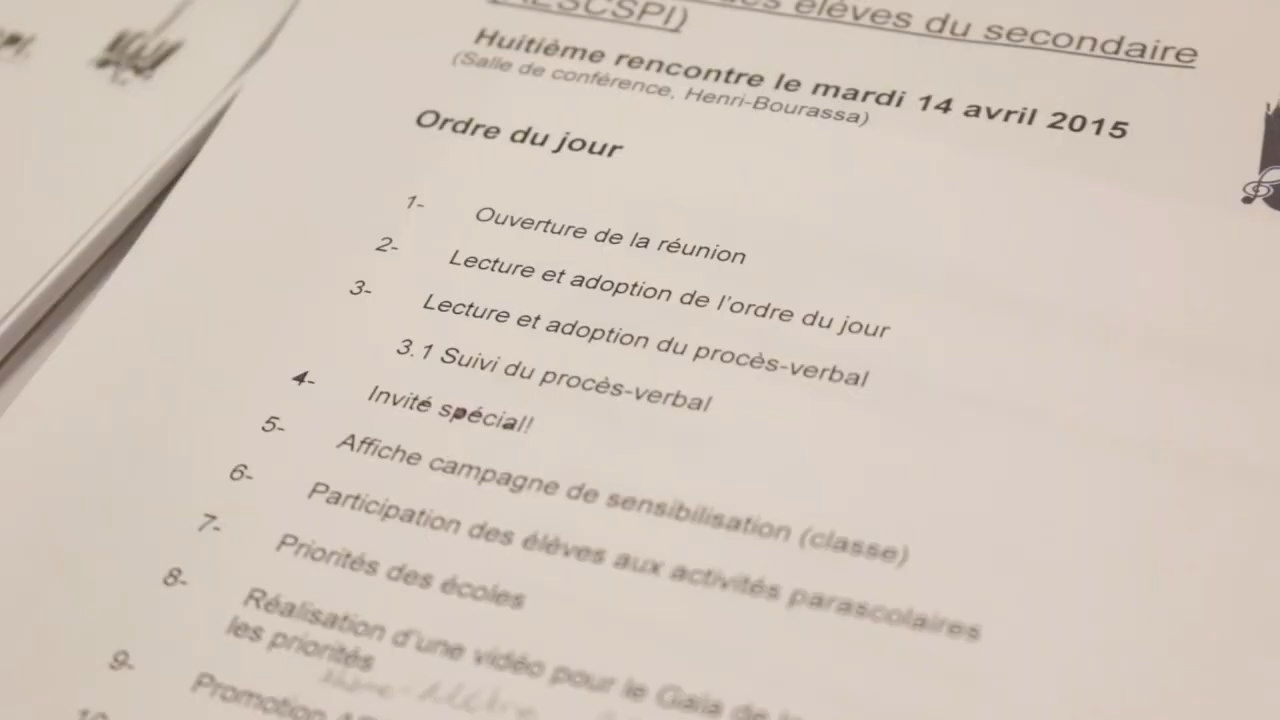 des élèves du secondaire
Huitième rencontre le mardi 14 avril 2015
(Salle de conférence, Henri-Bourassa)
Ordre du jour
1- Ouverture de la réunion
2- Lecture et adoption de l'ordre du jour
3- Lecture et adoption du procès-verbal
3.1 Suivi du procès-verbal
4- Invité spécial!
5- Affiche campagne de sensibilisation (classe)
6- Participation des élèves aux activités parascolaires
7- Priorités des écoles
8- Réalisation d'une vidéo pour le Gala de
les priorités
9- Promotion